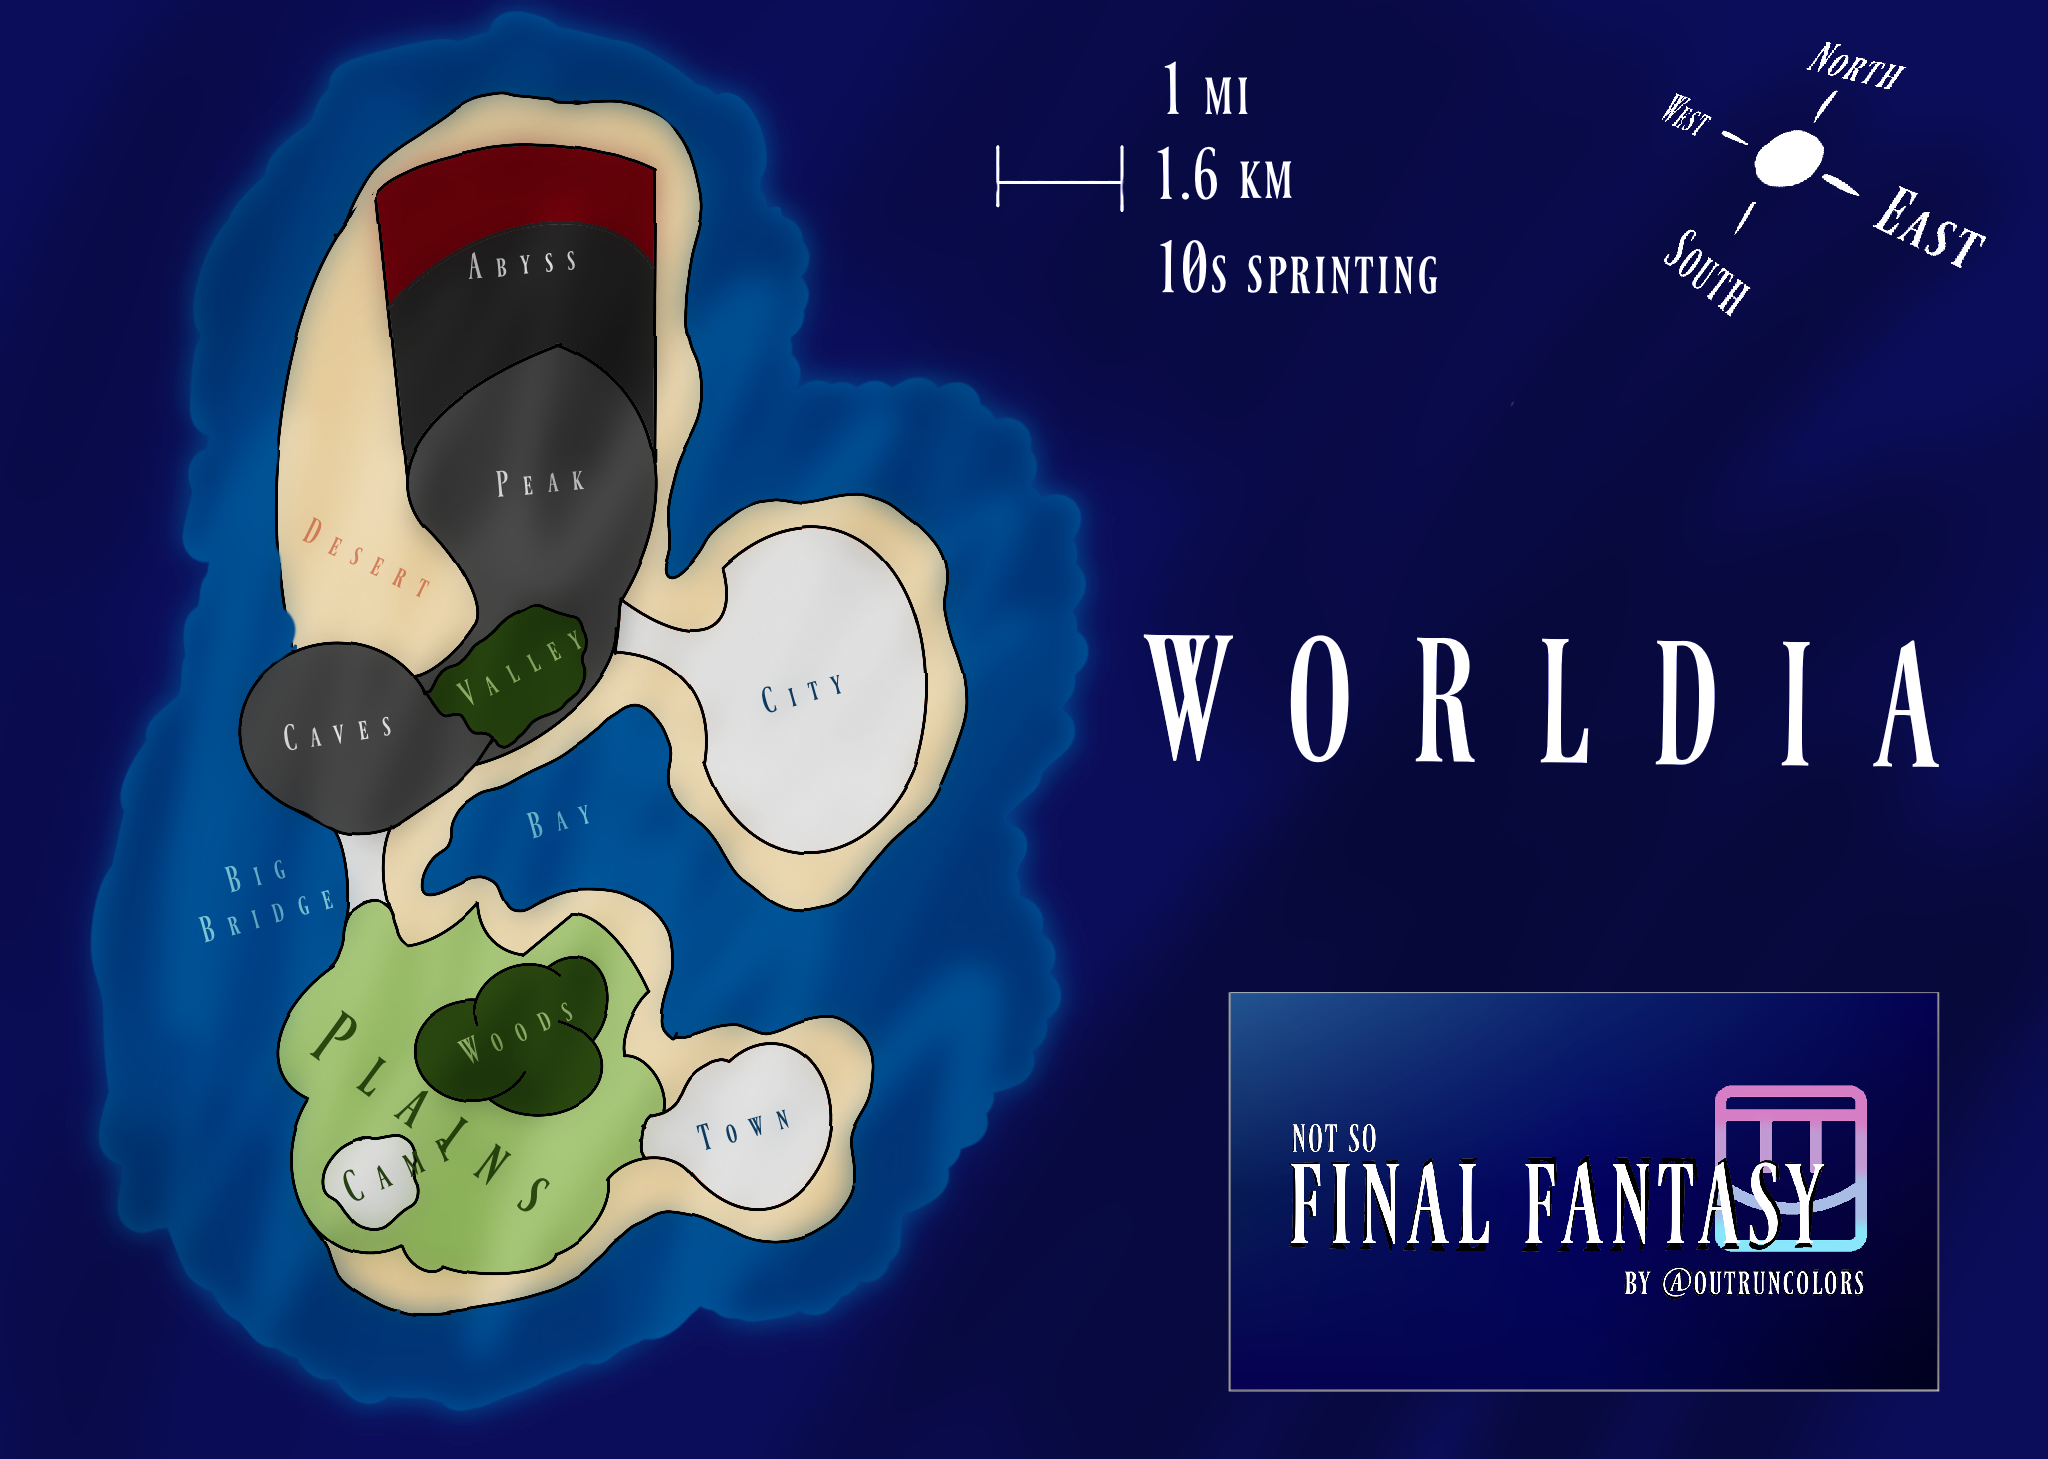 1 MI
1.6 KM
10S SPRINTING
NORTH
WEST
EAST
SOUTH
ABYSS
PEAK
DESERT
VALLEY
CITY
CAVES
WORLDIA
BAY
BIG
BRIDGE
WOODS
PLAINS
TOWN
CAMP
NOT SO
FINAL FANTASY
BY @OUTRUNCOLORS